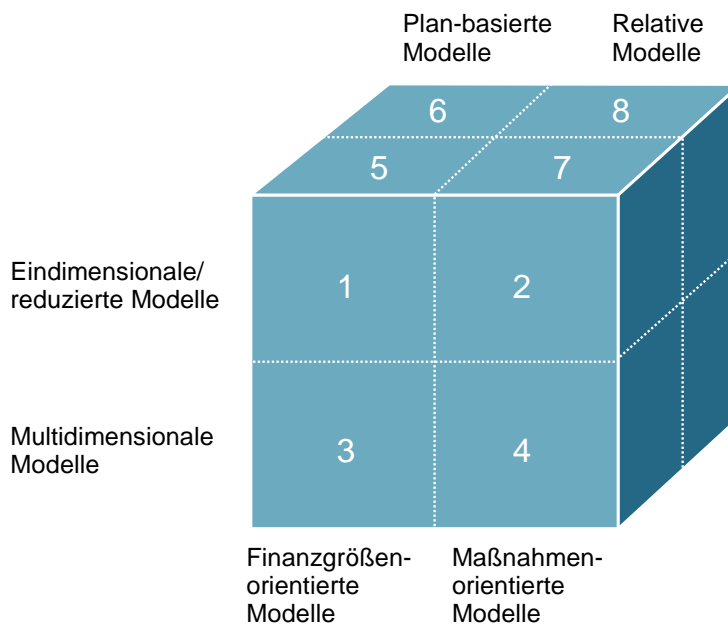 Plan-basierte
Modelle
Relative
Modelle
6
8
5
7
Eindimensionale/
reduzierte Modelle
1
2
Multidimensionale
Modelle
3
4
Finanzgrößen-
orientierte
Modelle
Maßnahmen-
orientierte
Modelle